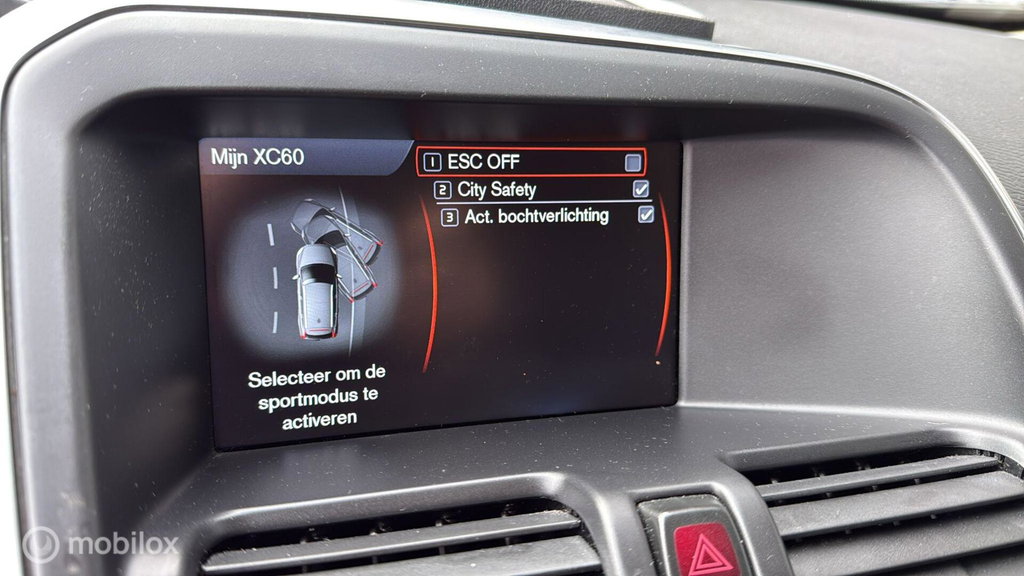 Mijn XC60
1 ESC OFF
2 City Safety
3 Act. bochtverlichting
Selecteer om de
sportmodus te
activeren
mobilox